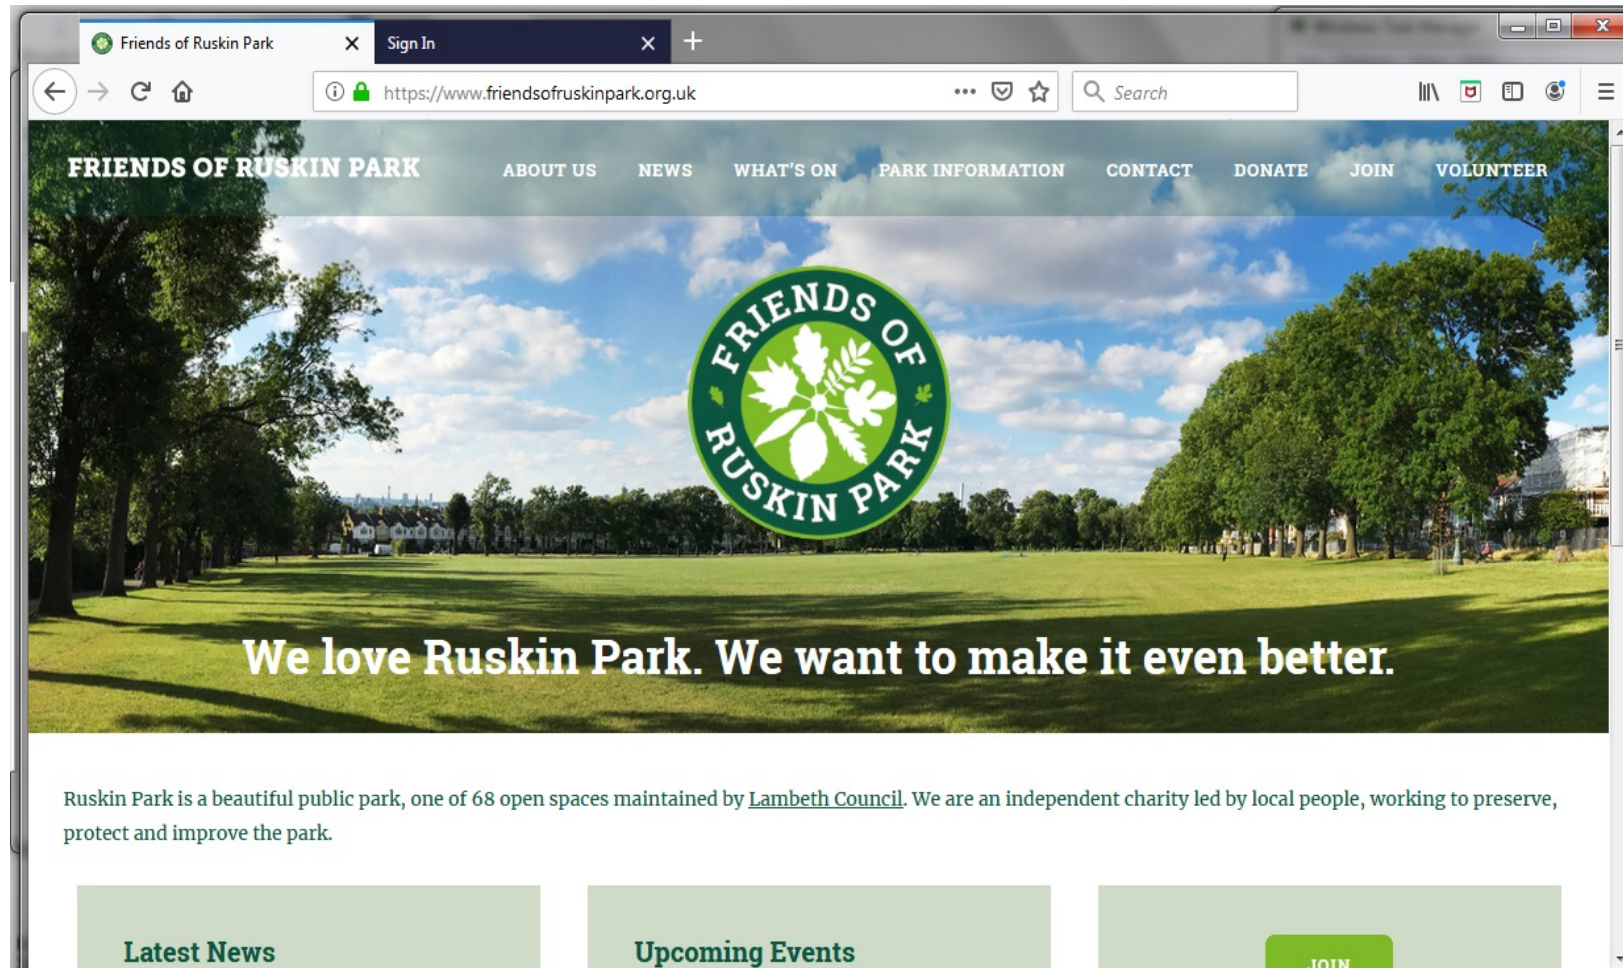 Friends of Ruskin Park
Sign In
https://www.friendsofruskinpark.org.uk
Search
FRIENDS OF RUSKIN PARK
ABOUT US NEWS WHAT'S ON PARK INFORMATION CONTACT DONATE JOIN VOLUNTEER
FRIENDS OF
RUSKIN PARK
We love Ruskin Park. We want to make it even better.
Ruskin Park is a beautiful public park, one of 68 open spaces maintained by Lambeth Council. We are an independent charity led by local people, working to preserve,
protect and improve the park.
Latest News
Upcoming Events
JOIN